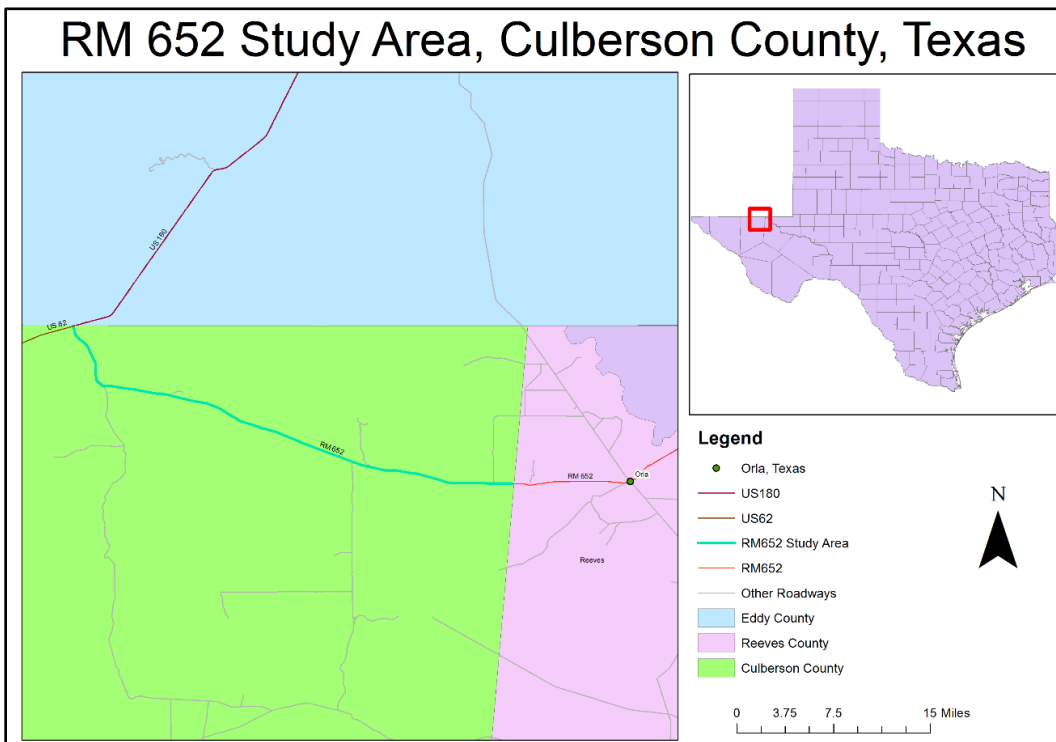 RM 652 Study Area, Culberson County, Texas
US 180
US 62
RM 652
RM 652
Orla
Reeves
Legend
Orla, Texas
US180
US62
RM652 Study Area
RM652
Other Roadways
Eddy County
Reeves County
Culberson County
N
0 3.75 7.5 15 Miles